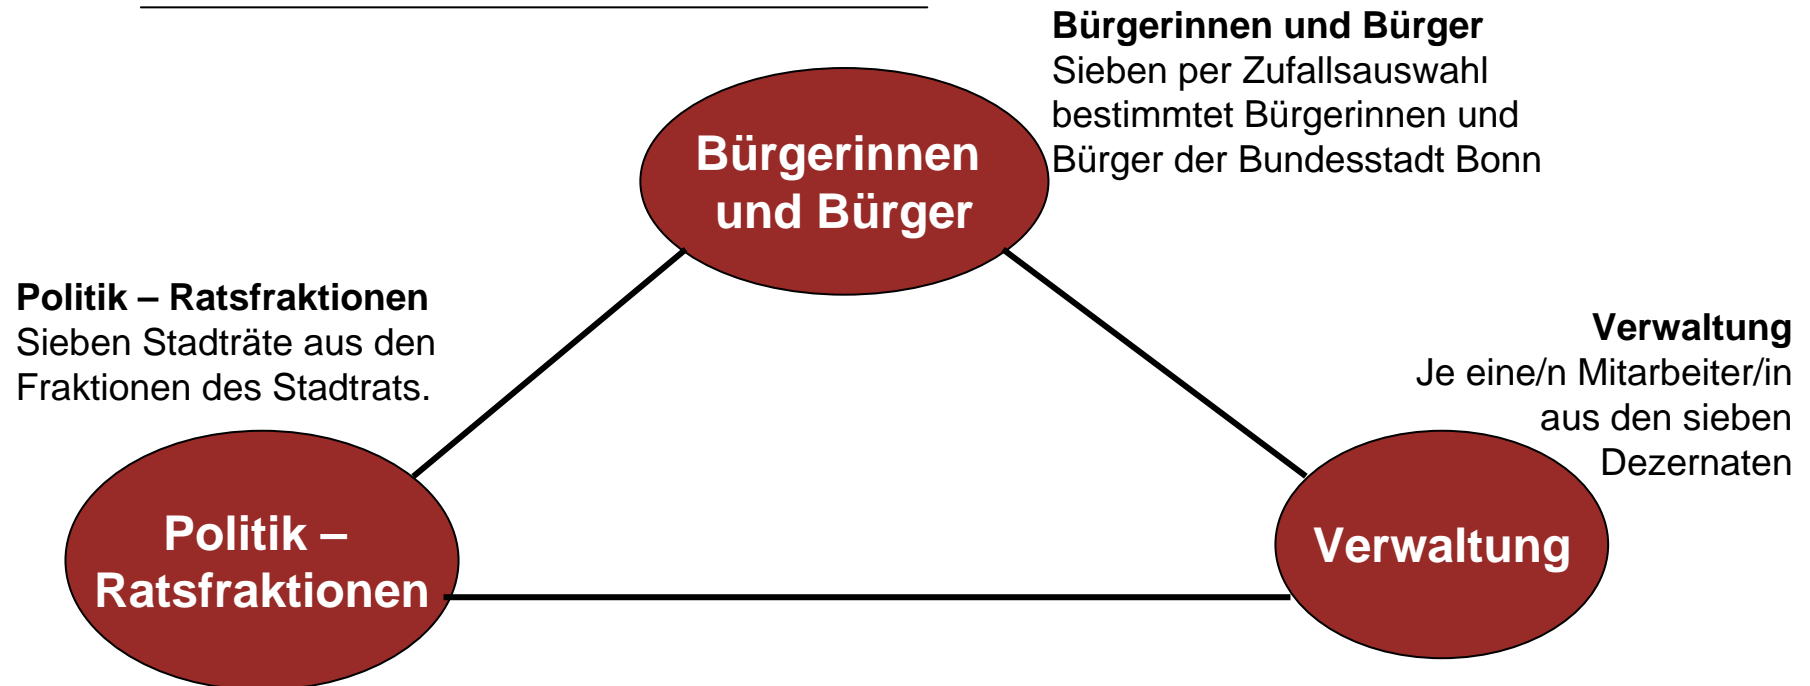 Bürgerinnen und Bürger
Sieben per Zufallsauswahl
bestimmtet Bürgerinnen und
Bürger der Bundesstadt Bonn
Bürgerinnen
und Bürger
Politik – Ratsfraktionen
Sieben Stadträte aus den
Fraktionen des Stadtrats.
Verwaltung
Je eine/n Mitarbeiter/in
aus den sieben
Dezernaten
Politik –
Ratsfraktionen
Verwaltung